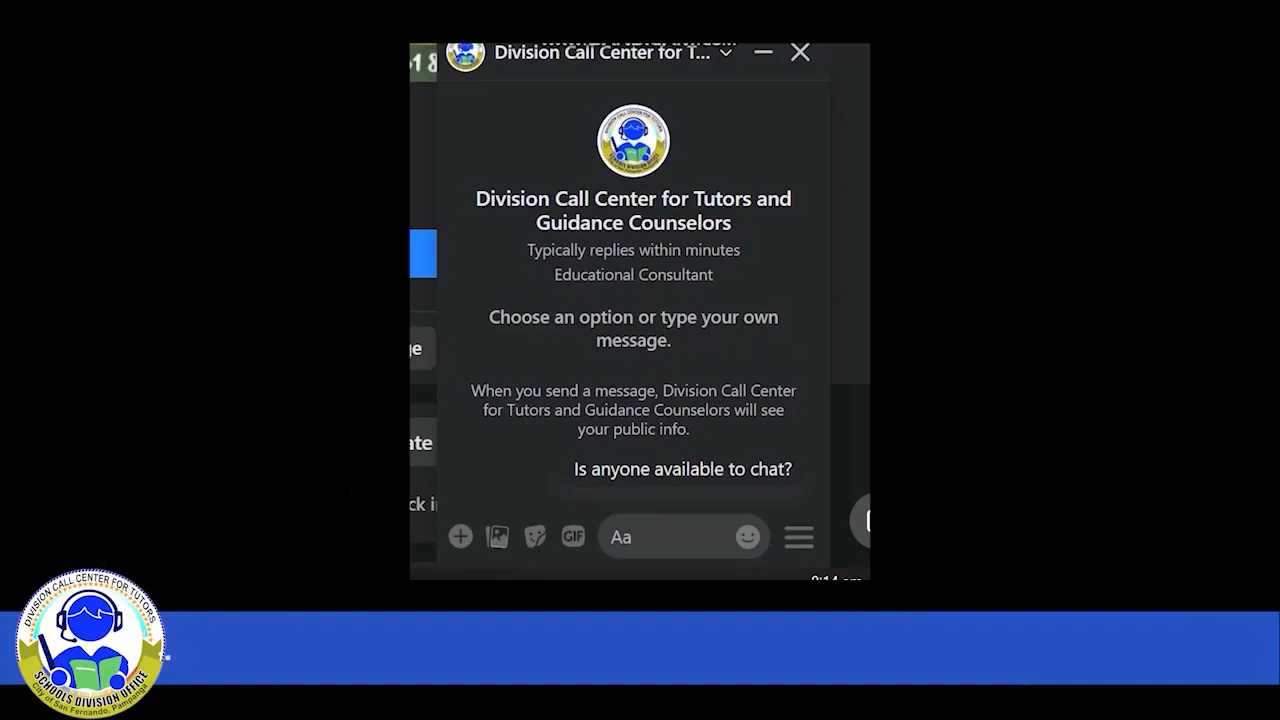 Division Call Center for T...
Division Call Center for Tutors and
Guidance Counselors
Typically replies within minutes
Educational Consultant
Choose an option or type your own
message.
When you send a message, Division Call Center
for Tutors and Guidance Counselors will see
your public info.
Is anyone available to chat?
GIF
Aa
DIVISION CALL CENTER FOR TUTORS
SCHOOLS DIVISION OFFICE
City of San Fernando, Pampanga